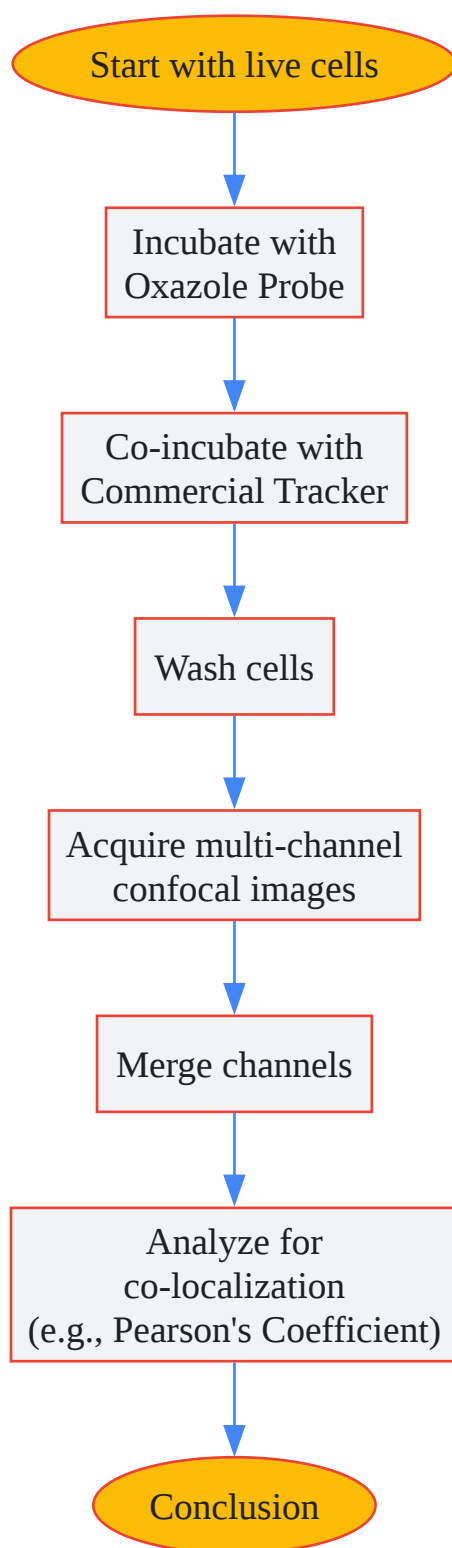 Start with live cells
Incubate with
Oxazole Probe
Co-incubate with
Commercial Tracker
Wash cells
Acquire multi-channel
confocal images
Merge channels
Analyze for
co-localization
(e.g., Pearson's Coefficient)
Conclusion